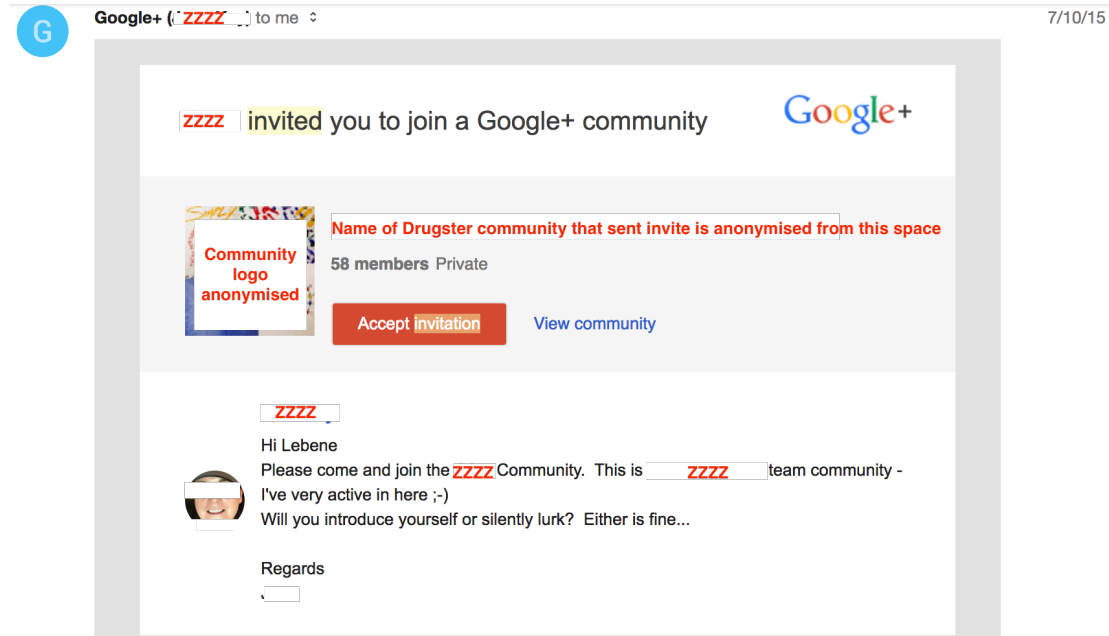 G
Google+ (ZZZZ) to me
7/10/15
ZZZZ invited you to join a Google+ community
Google+
SIMPLY
Community
logo
anonymised
Name of Drugster community that sent invite is anonymised from this space
58 members Private
Accept invitation
View community
ZZZZ
Hi Lebene
Please come and join the ZZZZ Community. This is ZZZZ team community -
I've very active in here ;-)
Will you introduce yourself or silently lurk? Either is fine...
Regards